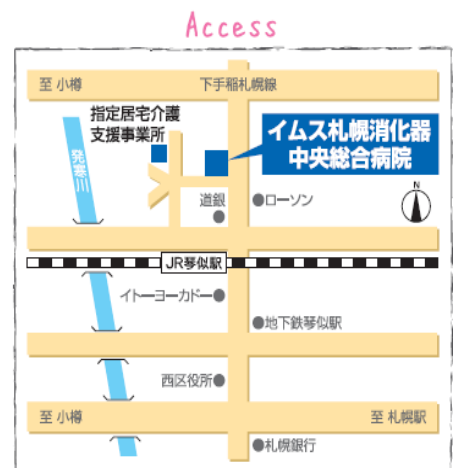 Access
至 小樽
下手稲札幌線
指定居宅介護
支援事業所
イムス札幌消化器
中央総合病院
発寒川
道銀
ローソン
N
JR琴似駅
イトーヨーカドー
地下鉄琴似駅
西区役所
至 小樽
至 札幌駅
札幌銀行